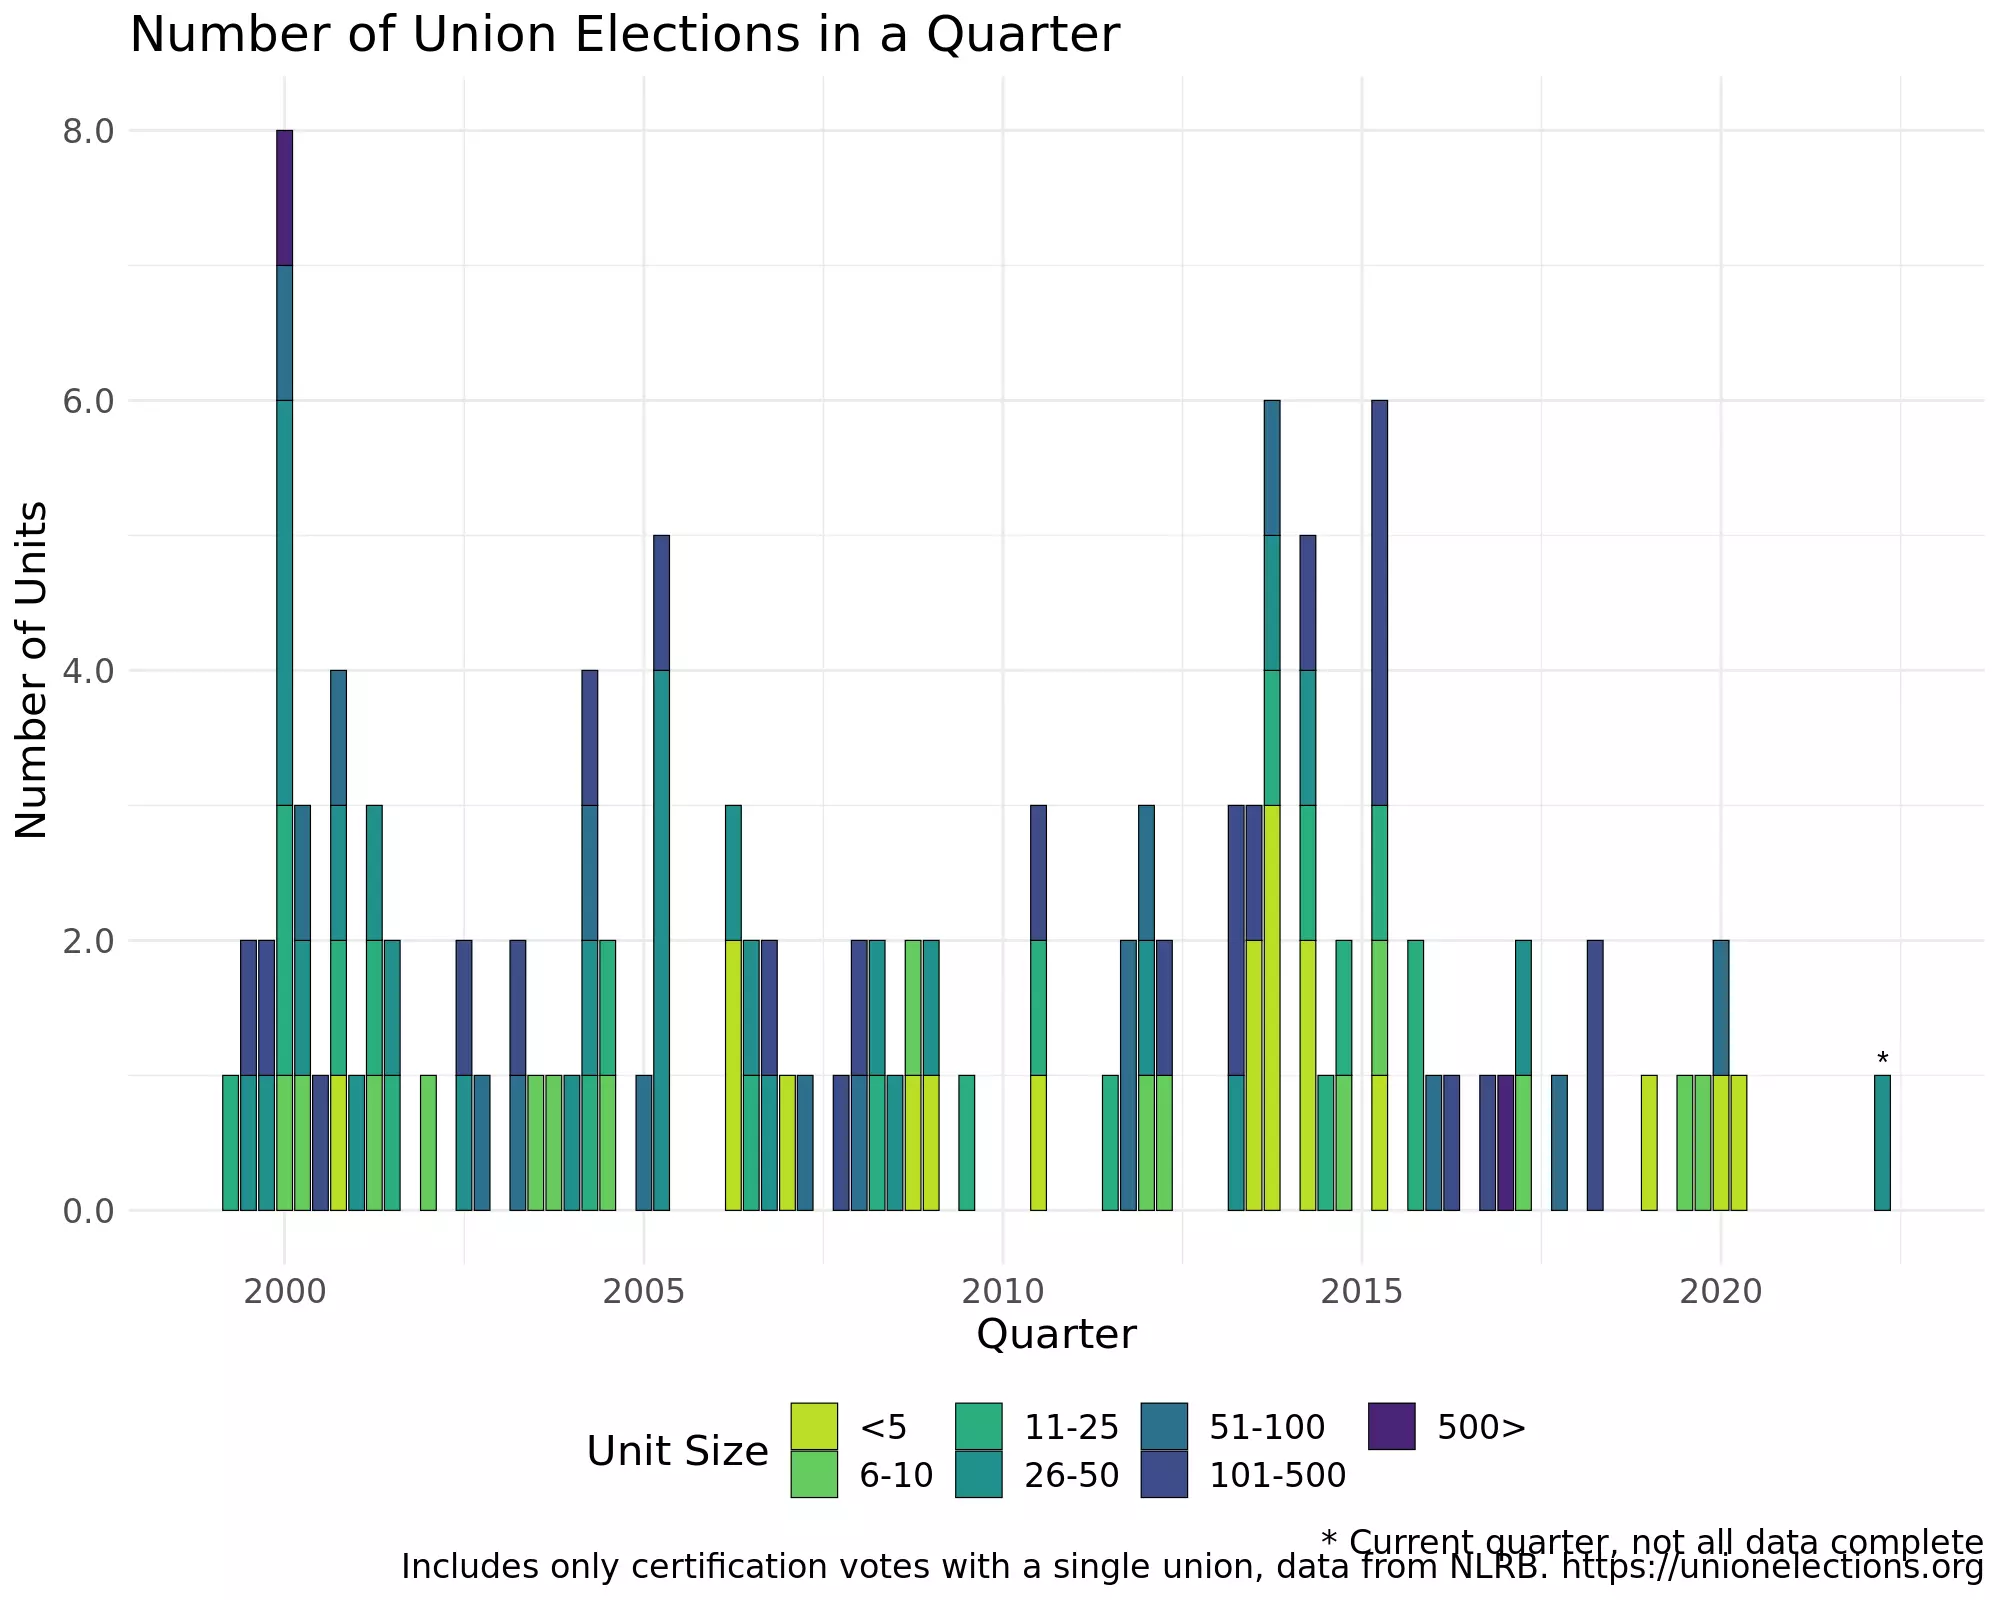 Number of Union Elections in a Quarter
8.0
6.0
4.0
2.0
0.0
Number of Units
*
2000 2005 2010 2015 2020
Quarter
Unit Size
<5 11-25 51-100 500>
6-10 26-50 101-500
* Current quarter, not all data complete
Includes only certification votes with a single union, data from NLRB. https://unionelections.org